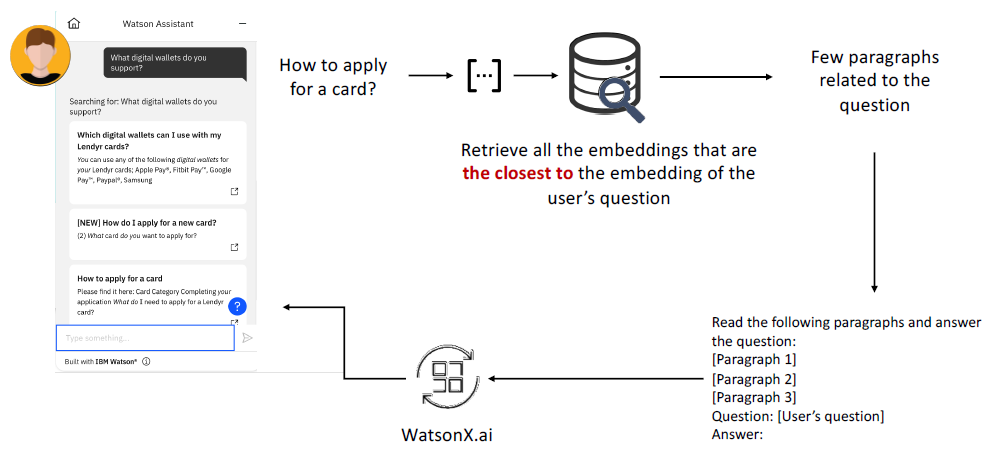 Watson Assistant
What digital wallets do you
support?
Searching for: What digital wallets do you
support?
Which digital wallets can I use with my
Lendyr cards?
You can use any of the following digital wallets for
your Lendyr cards; Apple Pay®, Fitbit Pay™, Google
Pay™, Paypal®, Samsung
[NEW] How do I apply for a new card?
(2) What card do you want to apply for?
How to apply for a card
Please find it here: Card Category Completing your
application What do I need to apply for a Lendyr
card?
?
Type something...
Built with IBM Watson®
How to apply
for a card?
[...]
Retrieve all the embeddings that are
the closest to the embedding of the
user’s question
Few paragraphs
related to the
question
Read the following paragraphs and answer
the question:
[Paragraph 1]
[Paragraph 2]
[Paragraph 3]
Question: [User’s question]
Answer:
WatsonX.ai